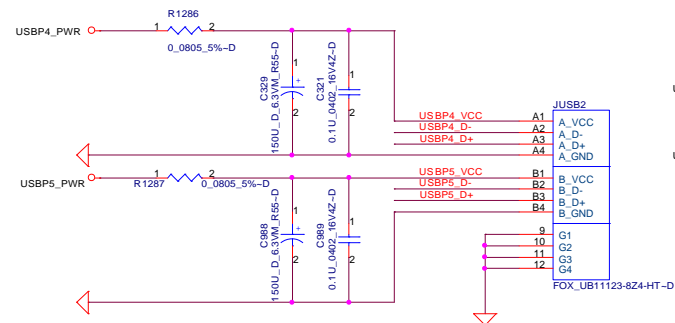 R1286
USBP4_PWR 1 2
0_0805_5%~D
C329
150U_D_6.3VM_R55~D
1 + 2
C321
0.1U_0402_16V4Z~D
1 2
JUSB2
USBP4_VCC A1 A_VCC
USBP4_D- A2 A_D-
USBP4_D+ A3 A_D+
A4 A_GND
USBP5_PWR 1 2
R1287 0_0805_5%~D
USBP5_VCC B1 B_VCC
USBP5_D- B2 B_D-
USBP5_D+ B3 B_D+
B4 B_GND
C988
150U_D_6.3VM_R55~D
1 + 2
C989
0.1U_0402_16V4Z~D
1 2
9 G1
10 G2
11 G3
12 G4
FOX_UB11123-8Z4-HT~D